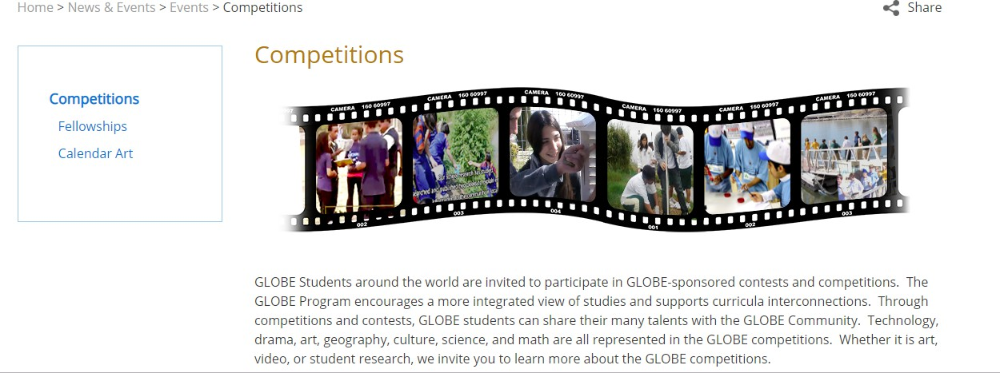 Home > News & Events > Events > Competitions
Share
Competitions
Fellowships
Calendar Art
Competitions
CAMERA 160 60997
CAMERA 160 60997
CAMERA 160 60997
CAMERA 160 60997
CAMERA 160 60997
CAMERA 160 60997
002
003
004
001
002
003
GLOBE Students around the world are invited to participate in GLOBE-sponsored contests and competitions. The
GLOBE Program encourages a more integrated view of studies and supports curricula interconnections. Through
competitions and contests, GLOBE students can share their many talents with the GLOBE Community. Technology,
drama, art, geography, culture, science, and math are all represented in the GLOBE competitions. Whether it is art,
video, or student research, we invite you to learn more about the GLOBE competitions.